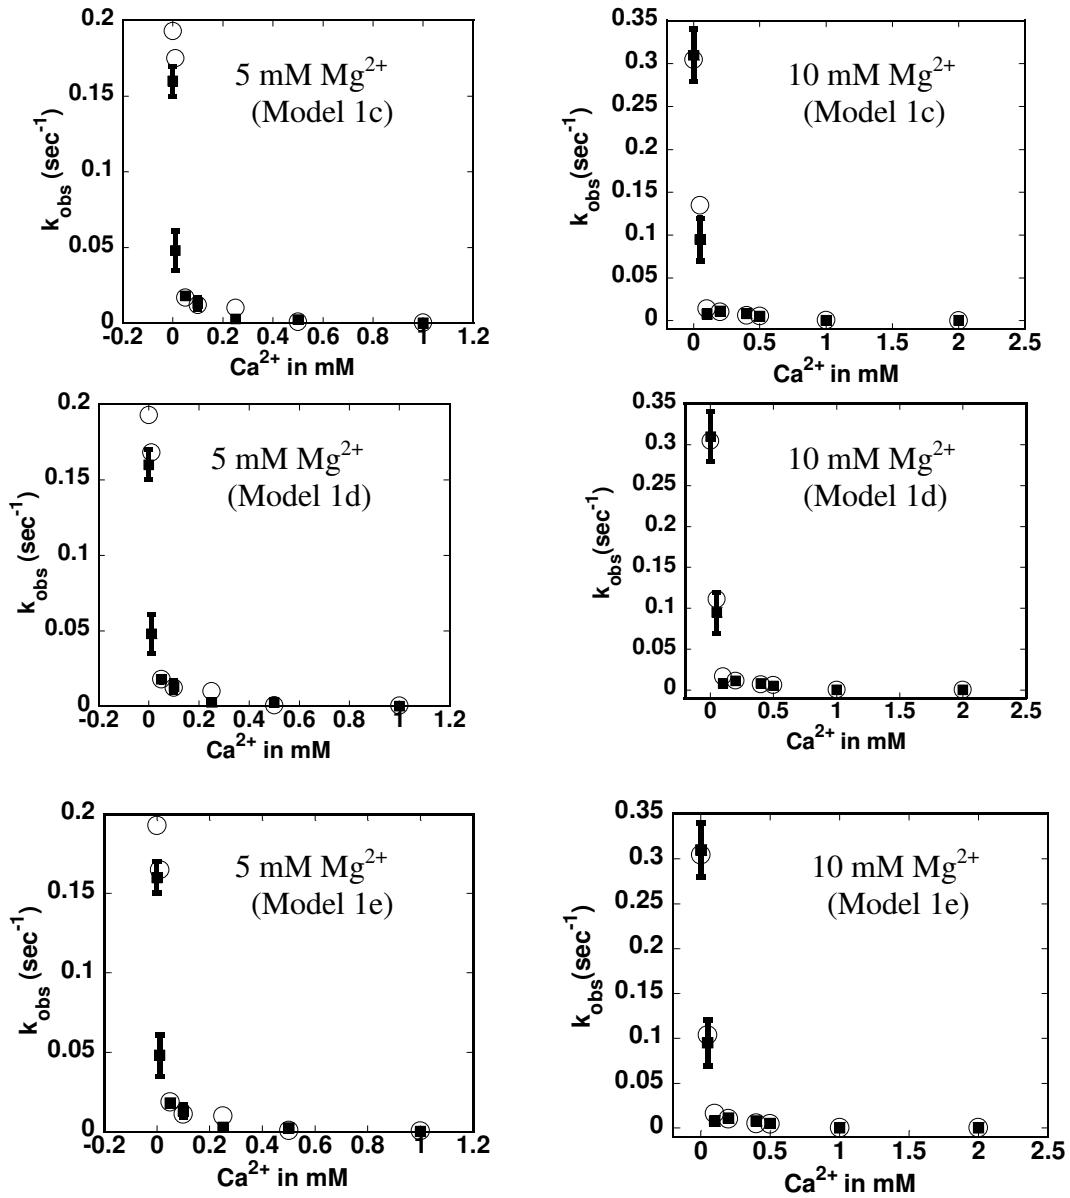 0.2
0.15
0.1
0.05
0
-0.2 0 0.2 0.4 0.6 0.8 1 1.2
k_obs (sec⁻¹)
Ca²⁺ in mM
5 mM Mg²⁺
(Model 1c)
0.35
0.3
0.25
0.2
0.15
0.1
0.05
0
0 0.5 1 1.5 2 2.5
k_obs(sec⁻¹)
Ca²⁺ in mM
10 mM Mg²⁺
(Model 1c)
0.2
0.15
0.1
0.05
0
-0.2 0 0.2 0.4 0.6 0.8 1 1.2
k_obs (sec⁻¹)
Ca²⁺ in mM
5 mM Mg²⁺
(Model 1d)
0.35
0.3
0.25
0.2
0.15
0.1
0.05
0
0 0.5 1 1.5 2 2.5
k_obs(sec⁻¹)
Ca²⁺ in mM
10 mM Mg²⁺
(Model 1d)
0.2
0.15
0.1
0.05
0
-0.2 0 0.2 0.4 0.6 0.8 1 1.2
k_obs (sec⁻¹)
Ca²⁺ in mM
5 mM Mg²⁺
(Model 1e)
0.35
0.3
0.25
0.2
0.15
0.1
0.05
0
0 0.5 1 1.5 2 2.5
k_obs(sec⁻¹)
Ca²⁺ in mM
10 mM Mg²⁺
(Model 1e)